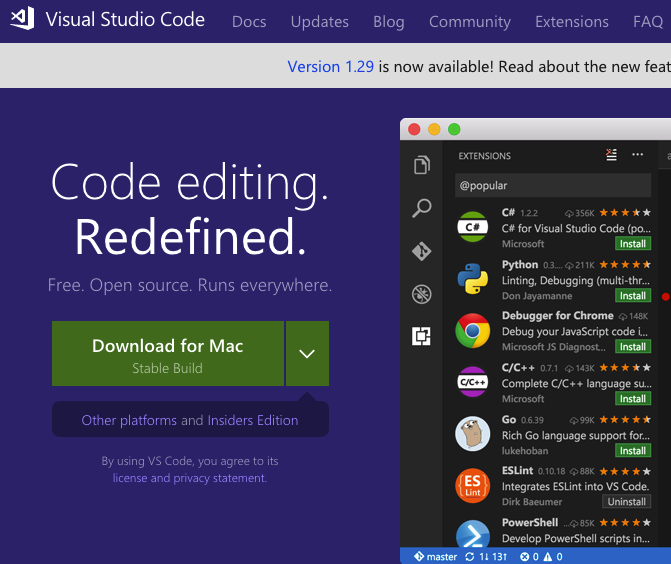 Visual Studio Code Docs Updates Blog Community Extensions FAQ
Version 1.29 is now available! Read about the new feat
Code editing.
Redefined.
Free. Open source. Runs everywhere.
Download for Mac
Stable Build
Other platforms and Insiders Edition
By using VS Code, you agree to its
license and privacy statement.
EXTENSIONS
@popular
C# 1.2.2 356K
C# for Visual Studio Code (po...
Microsoft Install
Python 0.3.... 211K
Linting, Debugging (multi-thr...
Don Jayamanne Install
Debugger for Chrome 148K
Debug your JavaScript code i...
Microsoft JS Diagnost... Install
C/C++ 0.7.1 143K
C/C++
Complete C/C++ language su...
Microsoft Install
Go 0.6.39 99K
Rich Go language support for...
lukehoban Install
ESLint 0.10.18 88K
ES
Lint
Integrates ESLint into VS Code.
Dirk Baeumer Uninstall
PowerShell ... 85K
Develop PowerShell scripts in...
master 1↓ 13↑ 0 0